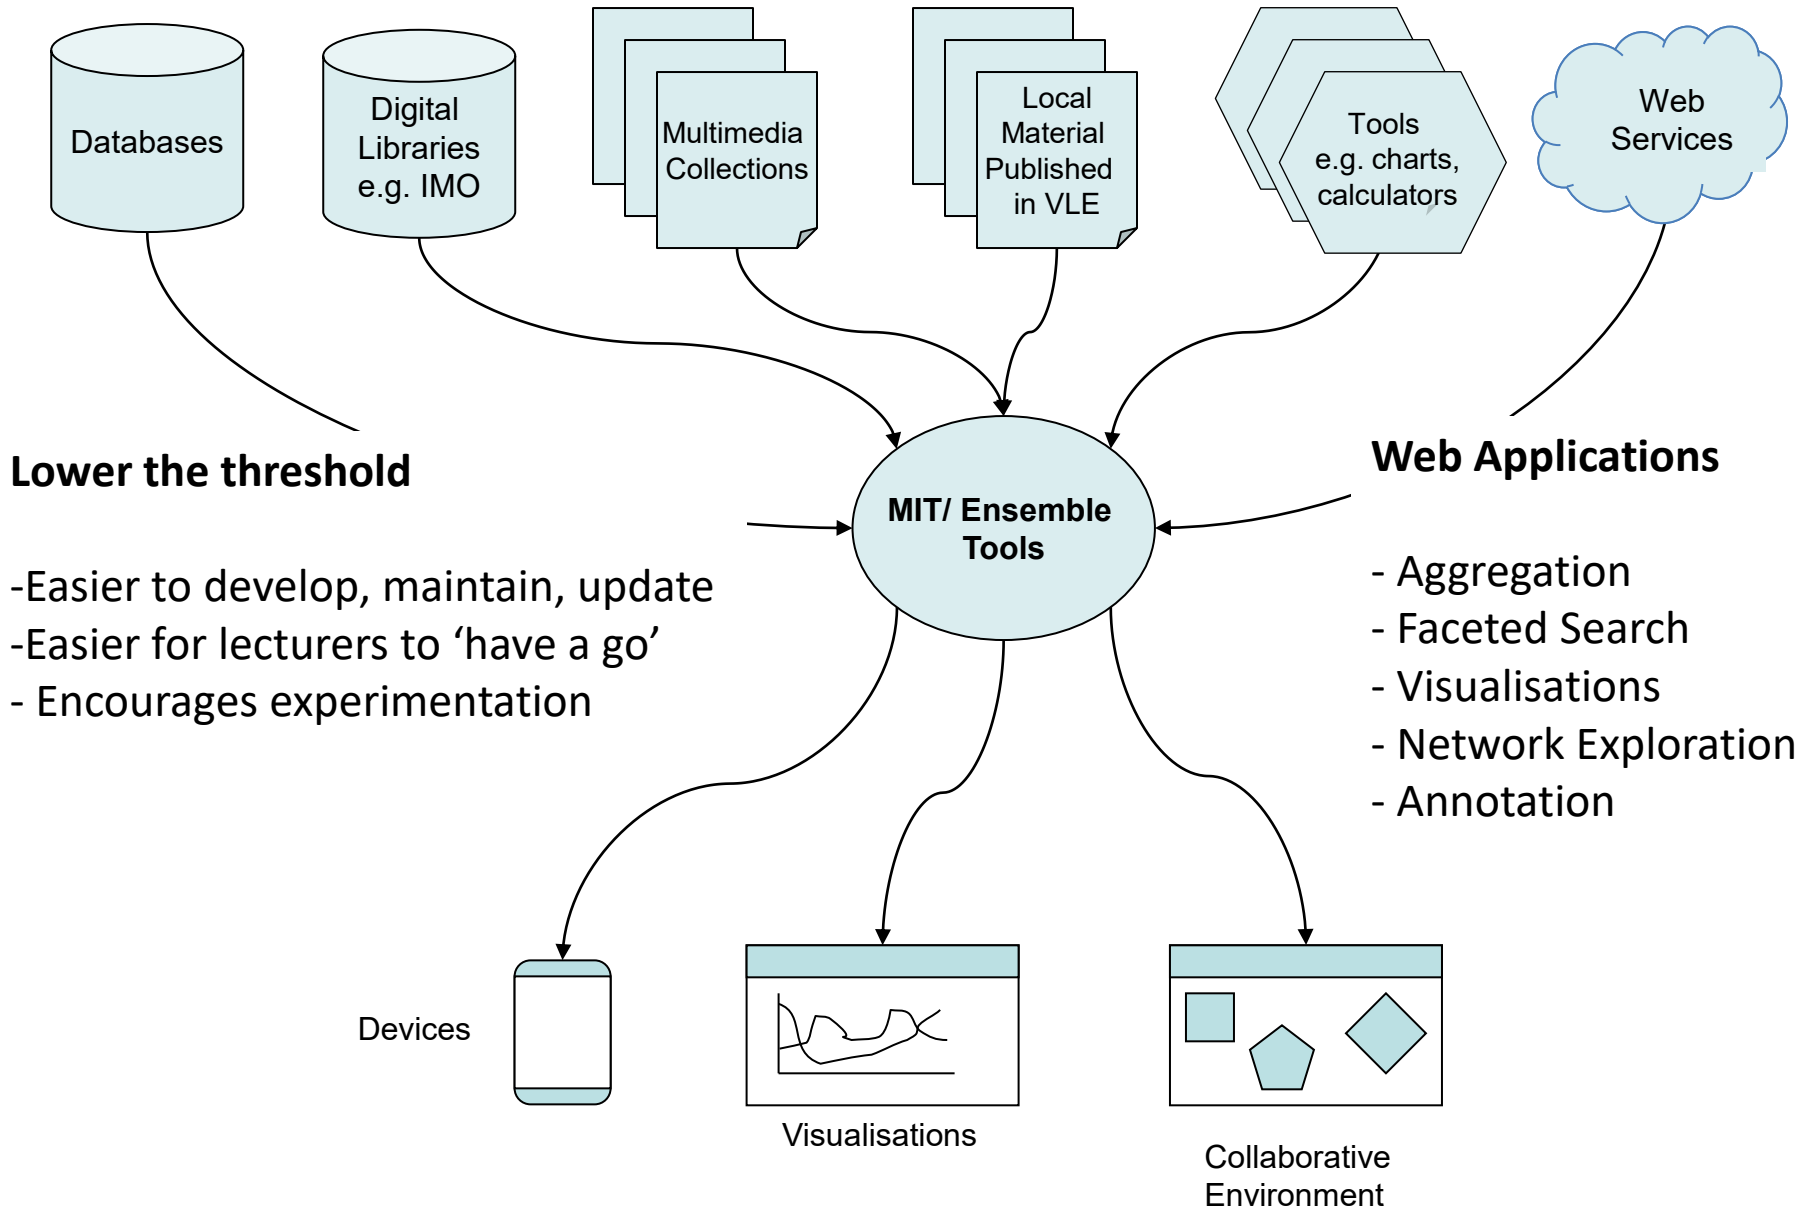 Databases
Digital
Libraries
e.g. IMO
Multimedia
Collections
Local
Material
Published
in VLE
Tools
e.g. charts,
calculators
Web
Services
Lower the threshold
-Easier to develop, maintain, update
-Easier for lecturers to ‘have a go’
- Encourages experimentation
MIT/ Ensemble
Tools
Web Applications
- Aggregation
- Faceted Search
- Visualisations
- Network Exploration
- Annotation
Devices
Visualisations
Collaborative
Environment